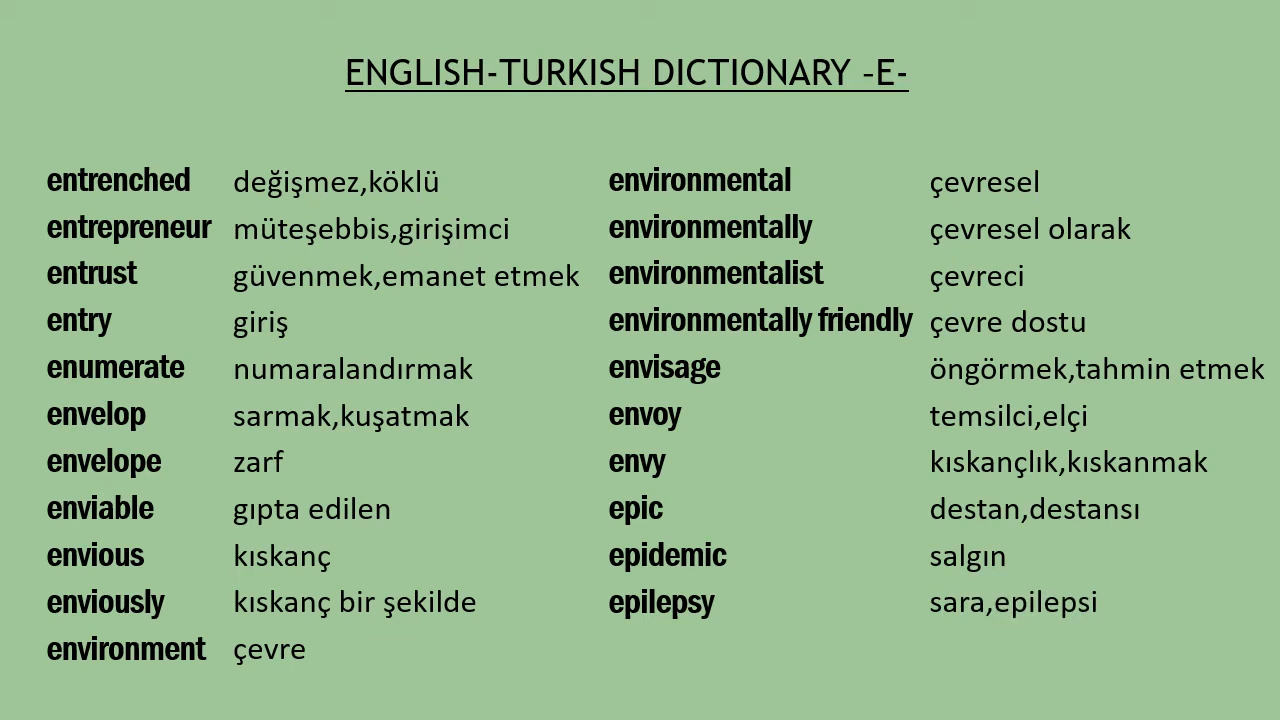 ENGLISH-TURKISH DICTIONARY –E-
entrenched değişmez,köklü
entrepreneur müteşebbis,girişimci
entrust güvenmek,emanet etmek
entry giriş
enumerate numaralandırmak
envelop sarmak,kuşatmak
envelope zarf
enviable gıpta edilen
envious kıskanç
enviously kıskanç bir şekilde
environment çevre
environmental çevresel
environmentally çevresel olarak
environmentalist çevreci
environmentally friendly çevre dostu
envisage öngörmek,tahmin etmek
envoy temsilci,elçi
envy kıskançlık,kıskanmak
epic destan,destansı
epidemic salgın
epilepsy sara,epilepsi